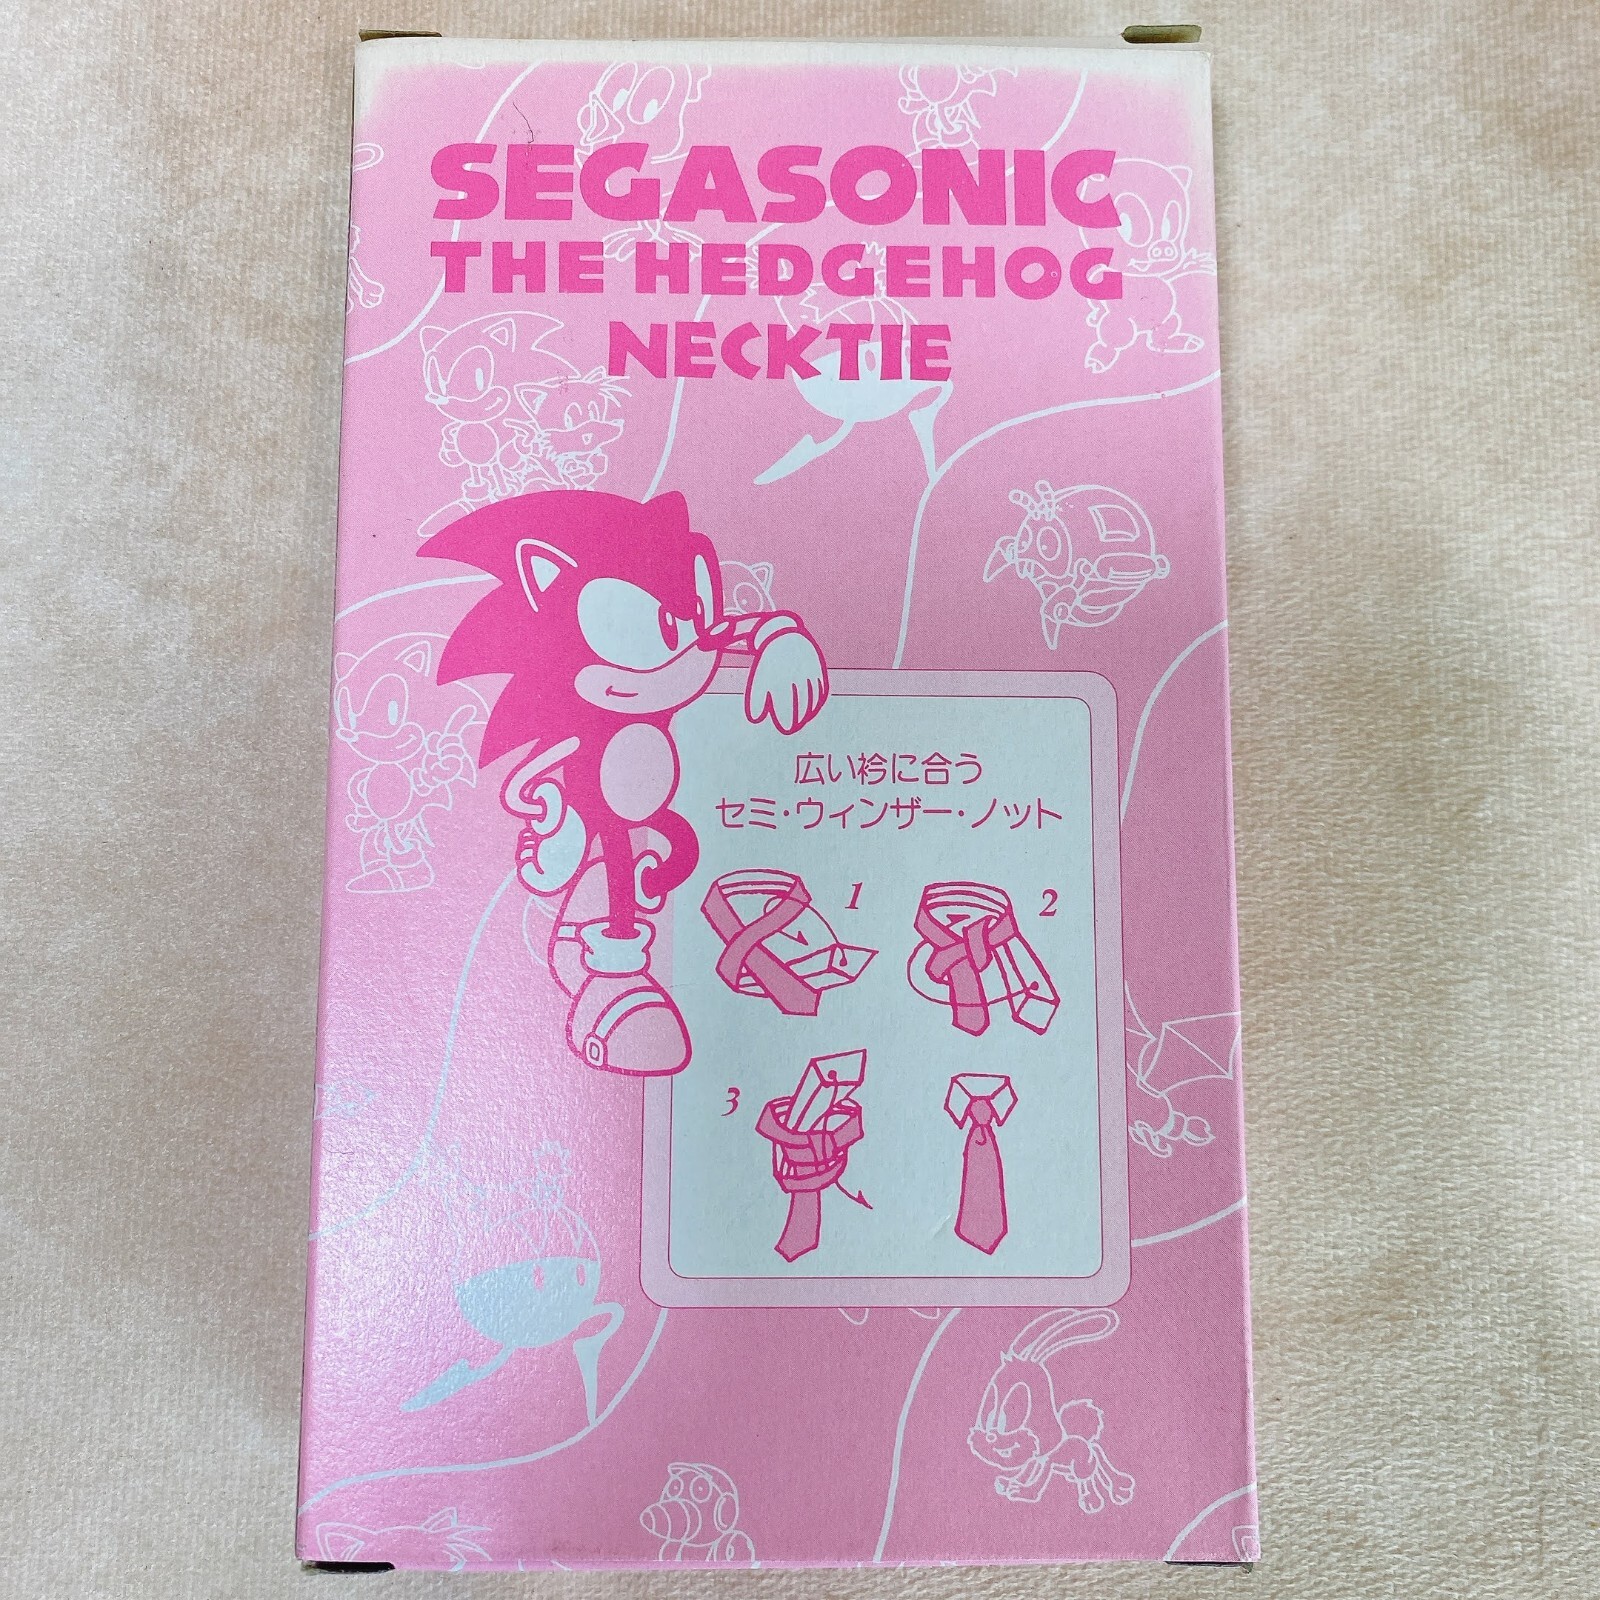 SEGASONIC
THE HEDGEHOG
NECKTIE
広い衿に合う
セミ・ウィンザー・ノット
1
2
3